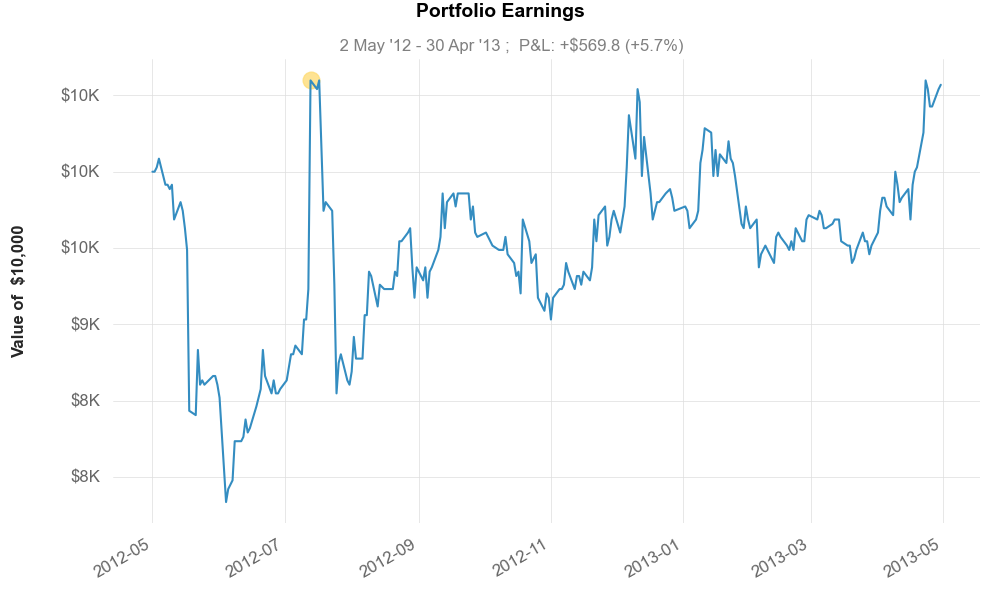 Portfolio Earnings
2 May '12 - 30 Apr '13 ;  P&L: +$569.8 (+5.7%)
Value of  $10,000
$10K
$10K
$10K
$9K
$8K
$8K
2012-05
2012-07
2012-09
2012-11
2013-01
2013-03
2013-05